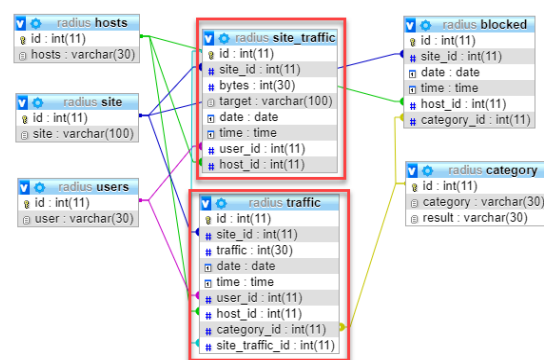 radius hosts
id : int(11)
hosts : varchar(30)
radius site
id : int(11)
site : varchar(100)
radius users
id : int(11)
user : varchar(30)
radius site_traffic
id : int(11)
site_id : int(11)
bytes : int(30)
target : varchar(100)
date : date
time : time
user_id : int(11)
host_id : int(11)
radius traffic
id : int(11)
site_id : int(11)
traffic : int(30)
date : date
time : time
user_id : int(11)
host_id : int(11)
category_id : int(11)
site_traffic_id : int(11)
radius blocked
id : int(11)
site_id : int(11)
date : date
time : time
host_id : int(11)
category_id : int(11)
radius category
id : int(11)
category : varchar(30)
result : varchar(30)